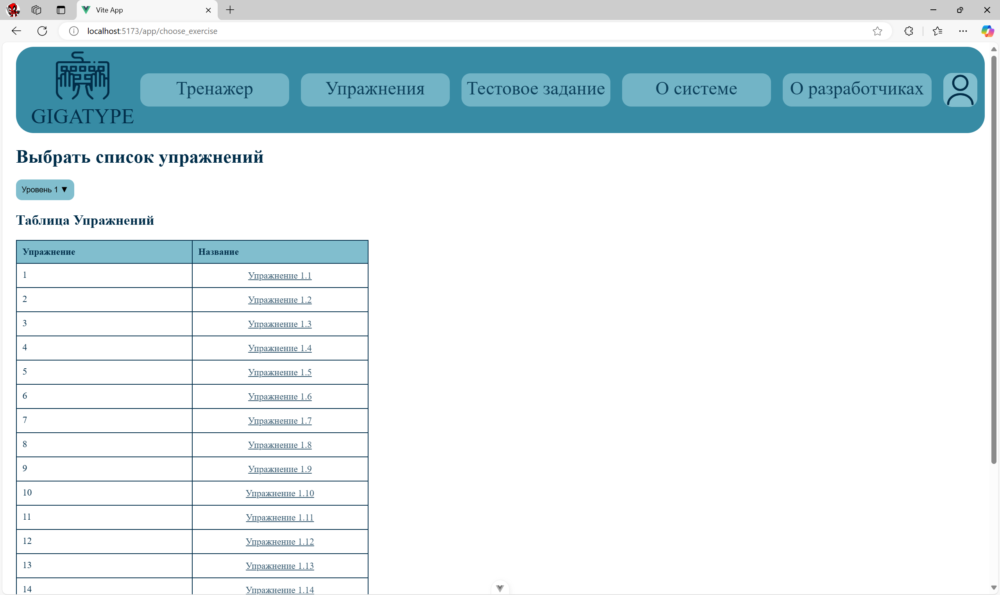 Vite App
localhost:5173/app/choose_exercise
Тренажер
Упражнения
Тестовое задание
О системе
О разработчиках
GIGATYPE
Выбрать список упражнений
Уровень 1 ▼
Таблица Упражнений
Упражнение Название
1 Упражнение 1.1
2 Упражнение 1.2
3 Упражнение 1.3
4 Упражнение 1.4
5 Упражнение 1.5
6 Упражнение 1.6
7 Упражнение 1.7
8 Упражнение 1.8
9 Упражнение 1.9
10 Упражнение 1.10
11 Упражнение 1.11
12 Упражнение 1.12
13 Упражнение 1.13
14 Упражнение 1.14